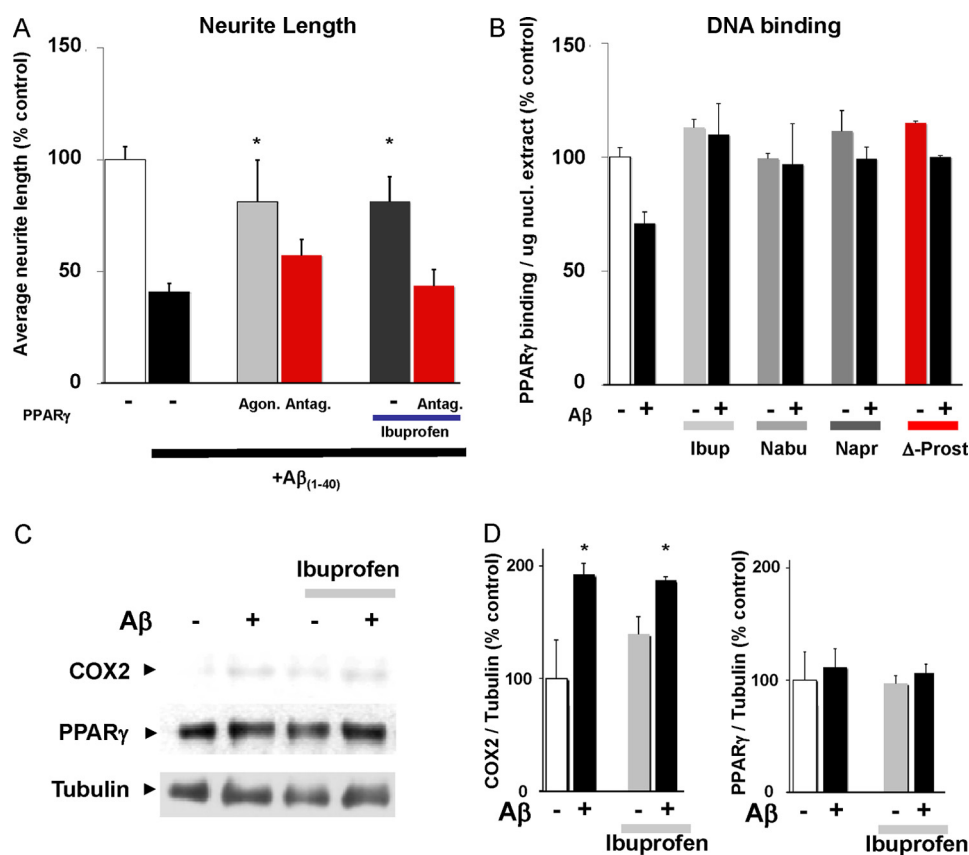 A
Neurite Length
Average neurite length (% control)
150
100
50
0
* *
PPARγ - - Agon. Antag. - Antag.
Ibuprofen
+Aβ(1-40)
B
DNA binding
PPARγ binding / ug nucl. extract (% control)
150
100
50
0
Aβ - + - + - + - + - +
Ibup Nabu Napr Δ-Prost
C
Ibuprofen
Aβ - + - +
COX2
PPARγ
Tubulin
D
COX2 / Tubulin (% control)
200
100
0
* *
Aβ - + - +
Ibuprofen
PPARγ / Tubulin (% control)
200
100
0
Aβ - + - +
Ibuprofen